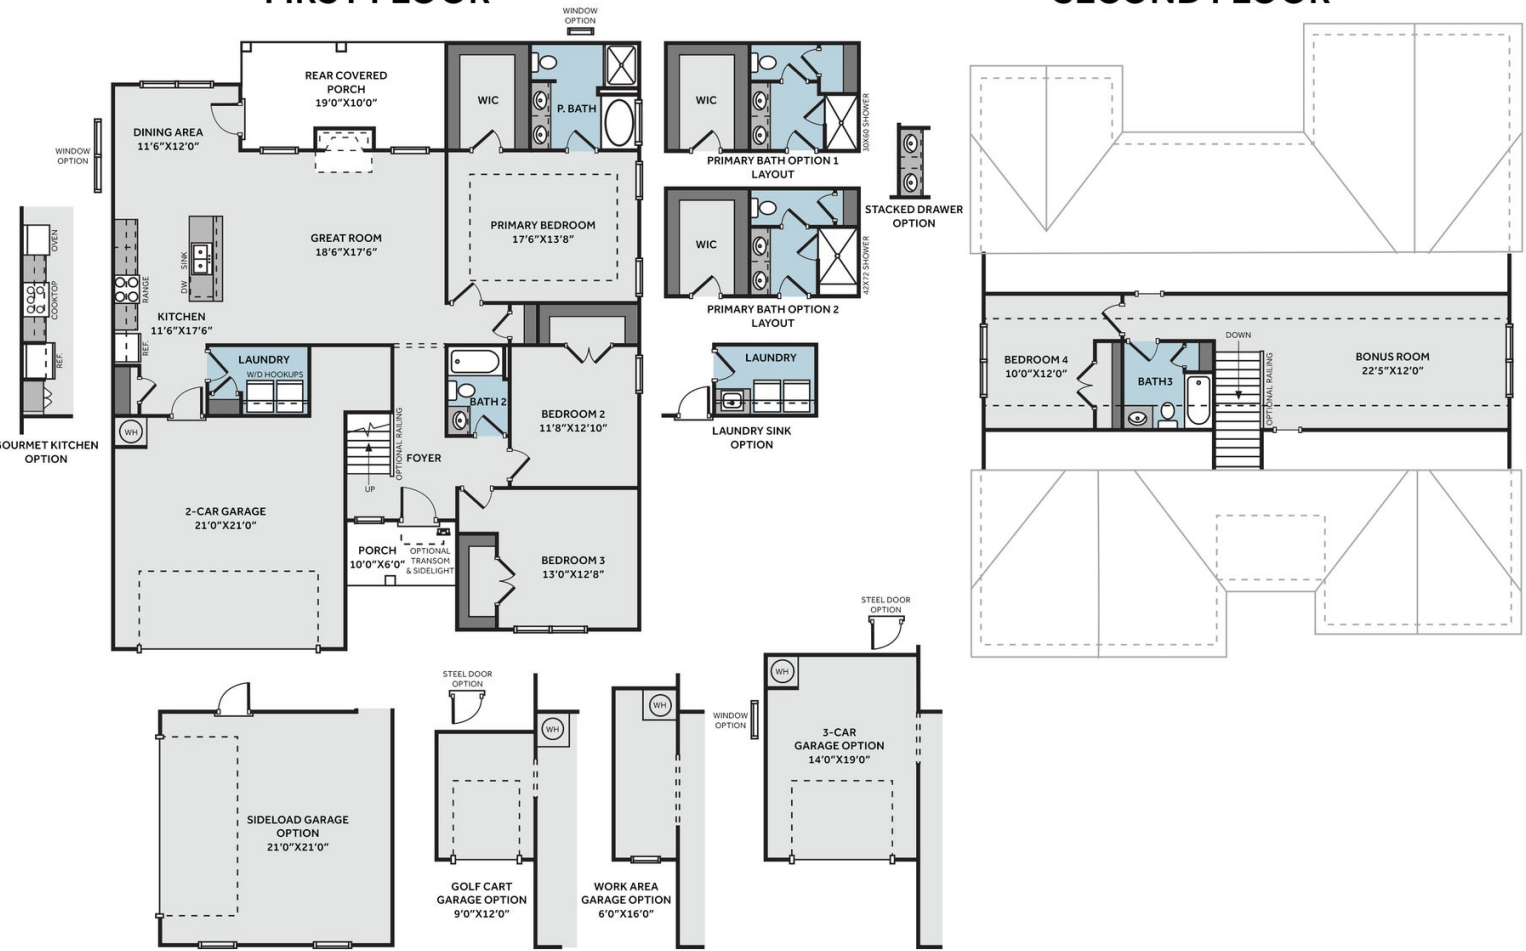 FIRST FLOOR
SECOND FLOOR
WINDOW
OPTION
REAR COVERED
PORCH
19'0"X10'0"
WIC
P. BATH
DINING AREA
11'6"X12'0"
WINDOW
OPTION
PRIMARY BEDROOM
17'6"X13'8"
GREAT ROOM
18'6"X17'6"
SINK
DW
RANGE
KITCHEN
11'6"X17'6"
REF.
LAUNDRY
W/D HOOKUPS
WH
BATH 2
BEDROOM 2
11'8"X12'10"
OPTIONAL RAILING
FOYER
UP
2-CAR GARAGE
21'0"X21'0"
PORCH
10'0"X6'0"
OPTIONAL
TRANSOM
& SIDELIGHT
BEDROOM 3
13'0"X12'8"
OVEN
COOKTOP
REF.
GOURMET KITCHEN
OPTION
WIC
30X60 SHOWER
PRIMARY BATH OPTION 1
LAYOUT
WIC
42X72 SHOWER
PRIMARY BATH OPTION 2
LAYOUT
STACKED DRAWER
OPTION
LAUNDRY
LAUNDRY SINK
OPTION
BEDROOM 4
10'0"X12'0"
BATH3
DOWN
OPTIONAL RAILING
BONUS ROOM
22'5"X12'0"
SIDELOAD GARAGE
OPTION
21'0"X21'0"
STEEL DOOR
OPTION
WH
GOLF CART
GARAGE OPTION
9'0"X12'0"
WH
WORK AREA
GARAGE OPTION
6'0"X16'0"
STEEL DOOR
OPTION
WH
WINDOW
OPTION
3-CAR
GARAGE OPTION
14'0"X19'0"